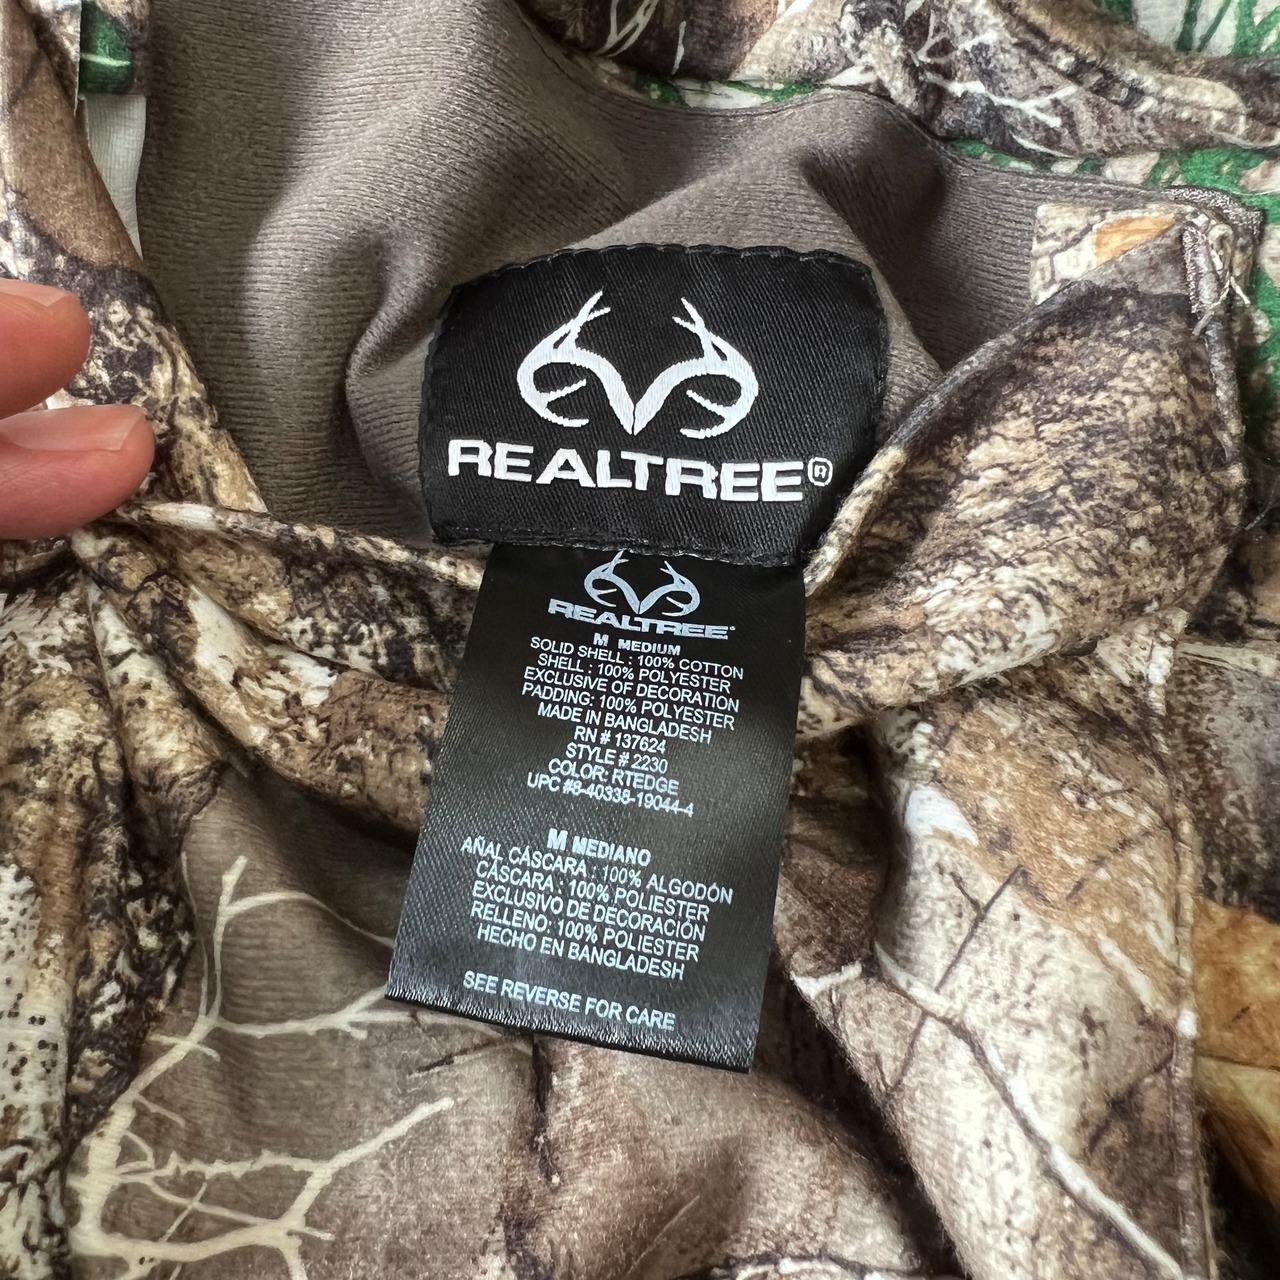 REALTREE®
REALTREE®
M MEDIUM
SOLID SHELL : 100% COTTON
SHELL : 100% POLYESTER
EXCLUSIVE OF DECORATION
PADDING: 100% POLYESTER
MADE IN BANGLADESH
RN # 137624
STYLE # 2230
COLOR: RTEDGE
UPC #8-40338-19044-4
M MEDIANO
AÑAL CÁSCARA : 100% ALGODÓN
CÁSCARA : 100% POLIESTER
EXCLUSIVO DE DECORACIÓN
RELLENO: 100% POLIESTER
HECHO EN BANGLADESH
SEE REVERSE FOR CARE